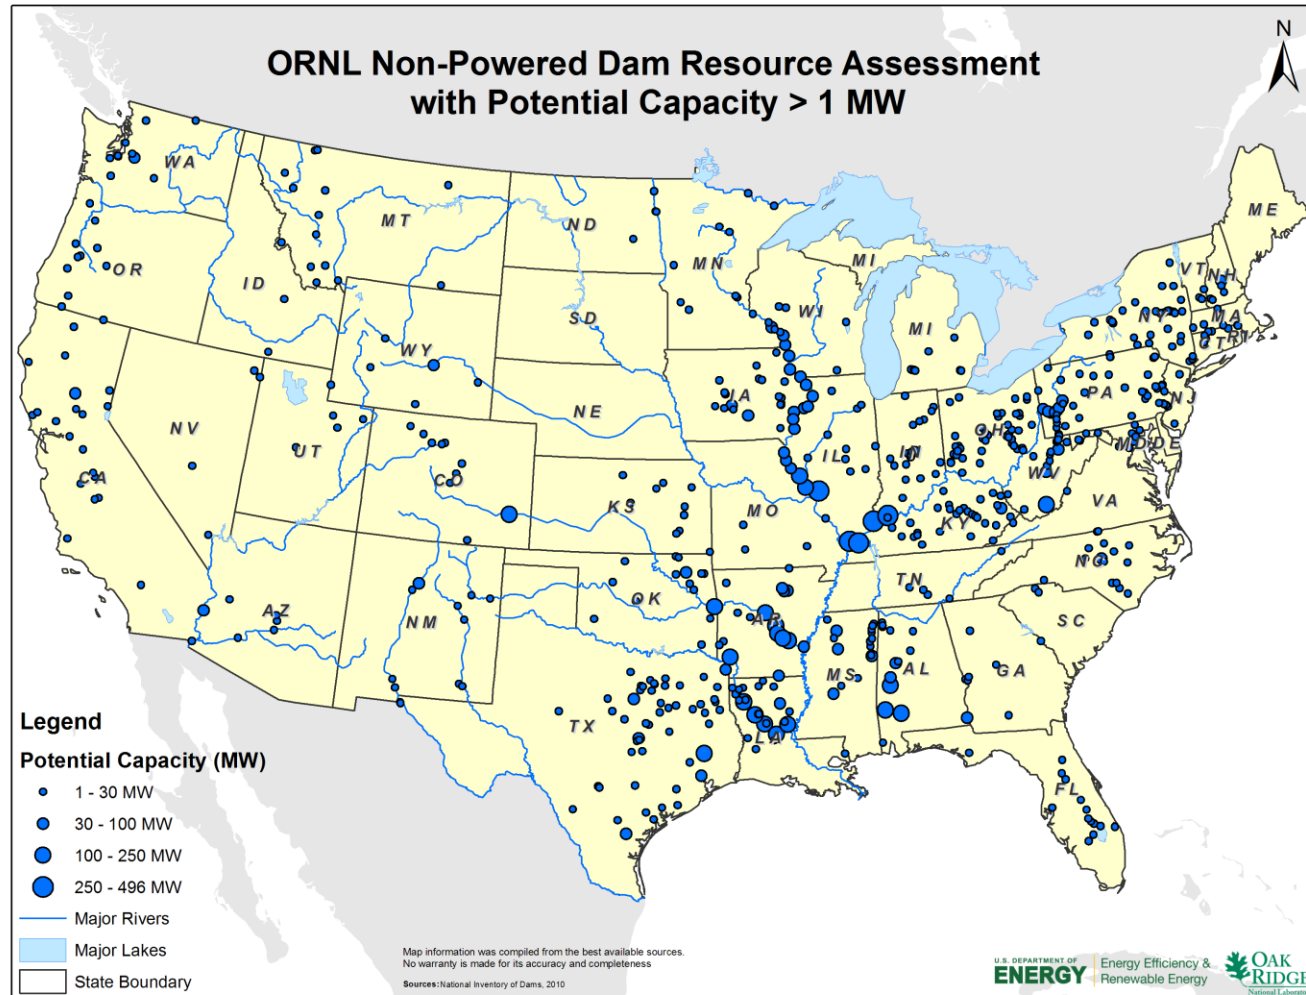 ORNL Non-Powered Dam Resource Assessment
with Potential Capacity > 1 MW
N
WA
MT
ND
MN
MI
ME
VT
NH
OR
ID
SD
WI
MI
NY
MA
CT
RI
WY
IA
PA
NJ
NE
OH
MD
DE
NV
UT
CO
IL
IN
WV
VA
CA
KS
MO
KY
NC
AZ
NM
OK
AR
TN
SC
MS
AL
GA
TX
LA
FL
Legend
Potential Capacity (MW)
1 - 30 MW
30 - 100 MW
100 - 250 MW
250 - 496 MW
Major Rivers
Major Lakes
State Boundary
Map information was compiled from the best available sources.
No warranty is made for its accuracy and completeness
Sources: National Inventory of Dams, 2010
U.S. DEPARTMENT OF
ENERGY
Energy Efficiency &
Renewable Energy
OAK
RIDGE
National Laborato